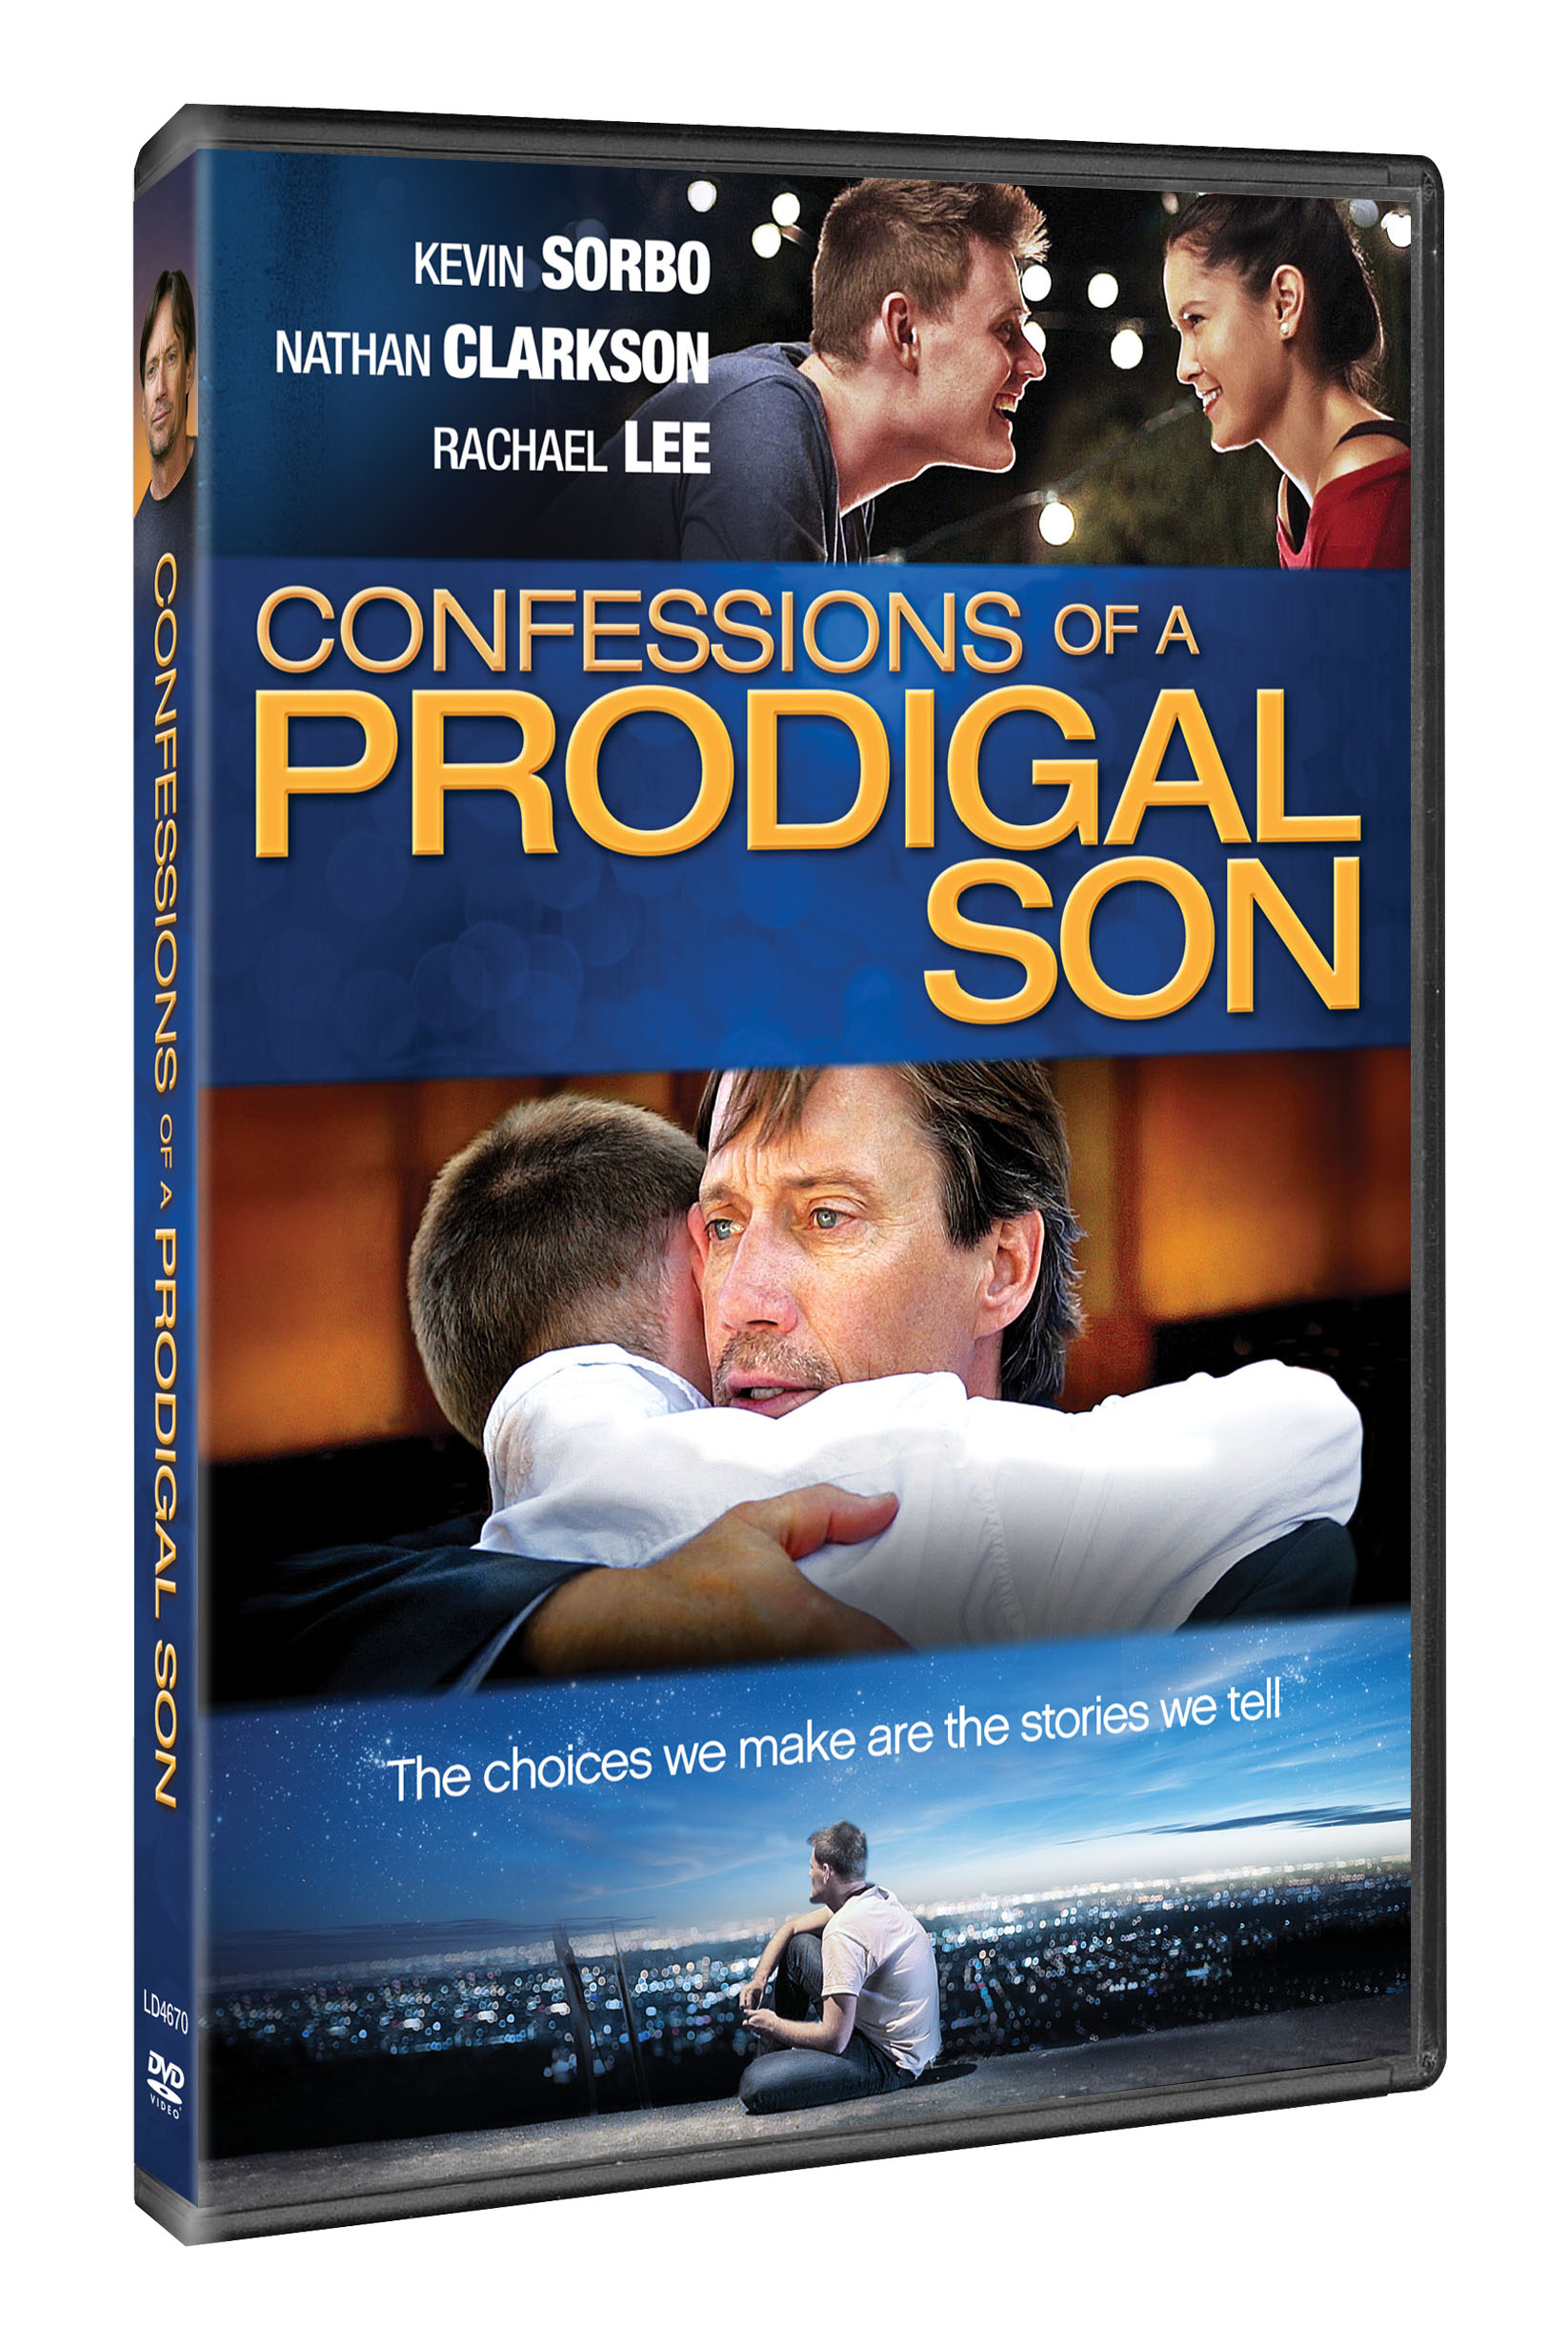 KEVIN SORBO
NATHAN CLARKSON
RACHAEL LEE
CONFESSIONS OF A
PRODIGAL
SON
The choices we make are the stories we tell
CONFESSIONS OF A PRODIGAL SON
LD4670
DVD
VIDEO